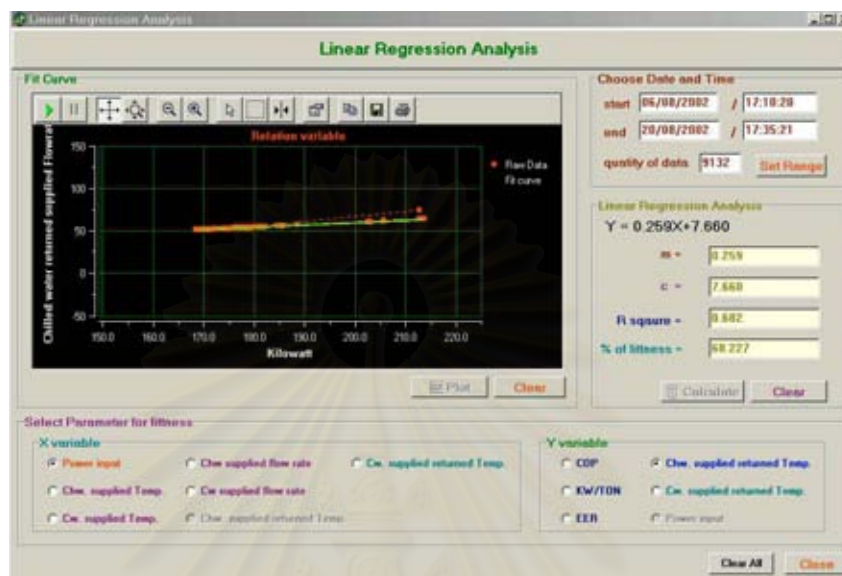 Linear Regression Analysis
Linear Regression Analysis
Fit Curve
Relation variable
Chilled water returned supplied Flowrat
150
100
50
0
-50
150.0 160.0 170.0 180.0 190.0 200.0 210.0 220.0
Kilowatt
Raw Data
Fit curve
Plot
Clear
Choose Date and Time
start 06/08/2002 / 17:10:20
end 20/08/2002 / 17:35:21
quatity of data 9132 Set Range
Linear Regression Analysis
Y = 0.259X+7.660
m = 0.259
c = 7.660
R sqaure = 0.682
% of fittness = 68.227
Calculate Clear
Select Parameter for fittness
X variable
Power input
Chw supplied flow rate
Cw. supplied returned Temp.
Chw. supplied Temp.
Cw supplied flow rate
Cw. supplied Temp.
Chw. supplied returned Temp.
Y variable
COP
Chw. supplied returned Temp.
KW/TON
Cw. supplied returned Temp.
EER
Power input
Clear All
Close